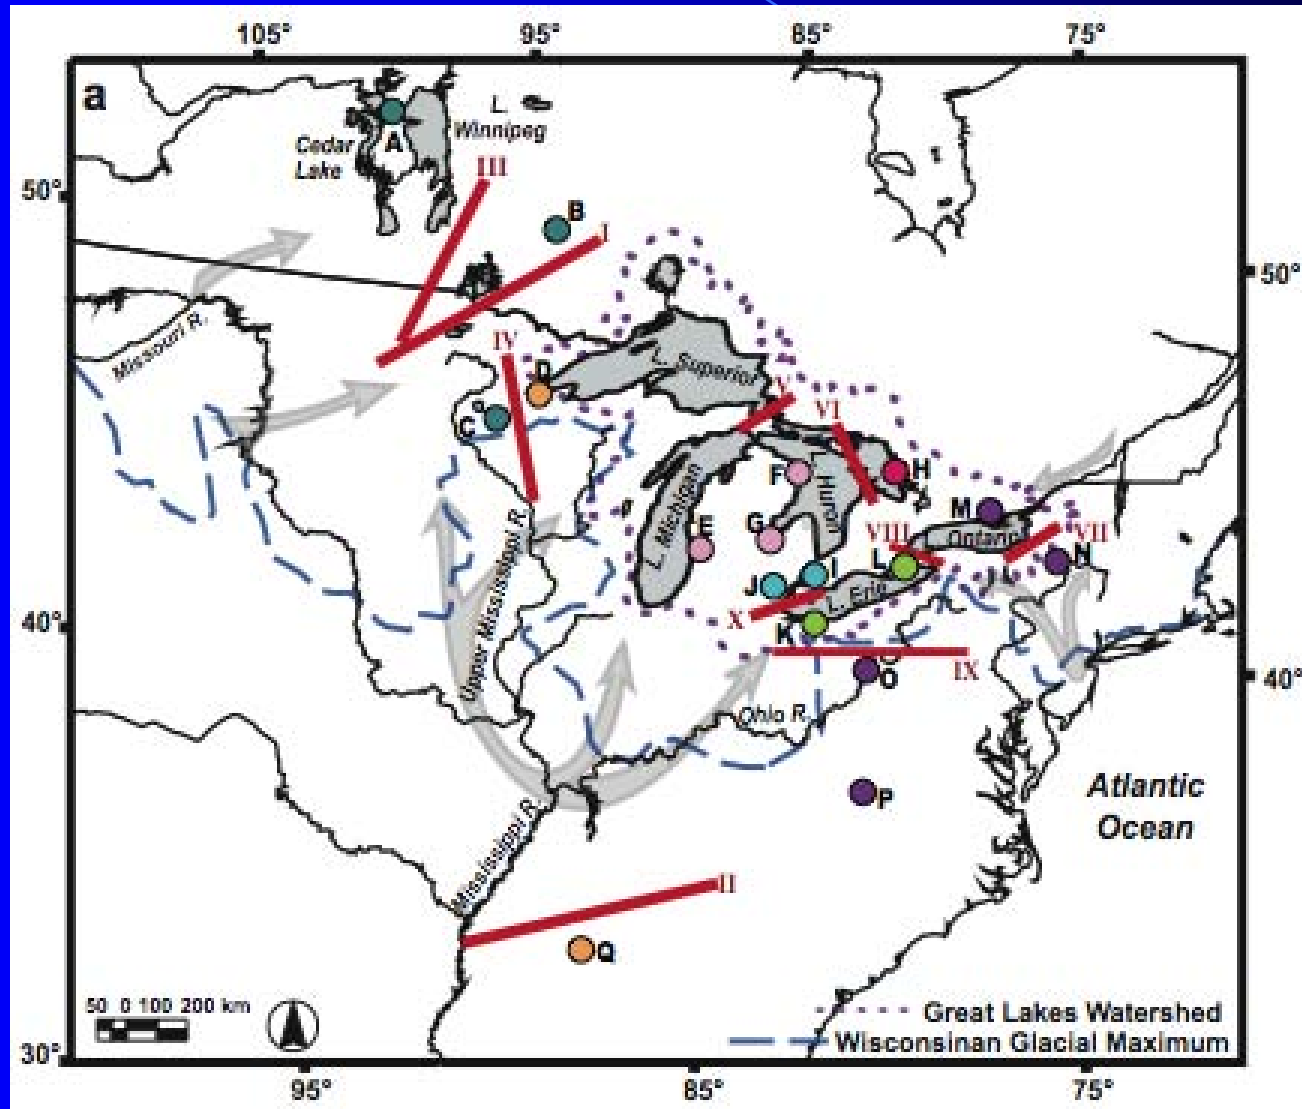 105° 95° 85° 75°
a
L.
Winnipeg
Cedar
Lake
A
III
50°
B
I
50°
Missouri R.
IV
D
L. Superior
V
C
VI
F
H
L. Michigan
L. Huron
M
E
G
VIII
L. Ontario
VII
L
N
J
I
L. Erie
X
K
40°
Upper Mississippi R.
O
IX
40°
Ohio R.
P
Atlantic
Ocean
Mississippi R.
II
Q
50 0 100 200 km
Great Lakes Watershed
Wisconsinan Glacial Maximum
30°
95° 85° 75°